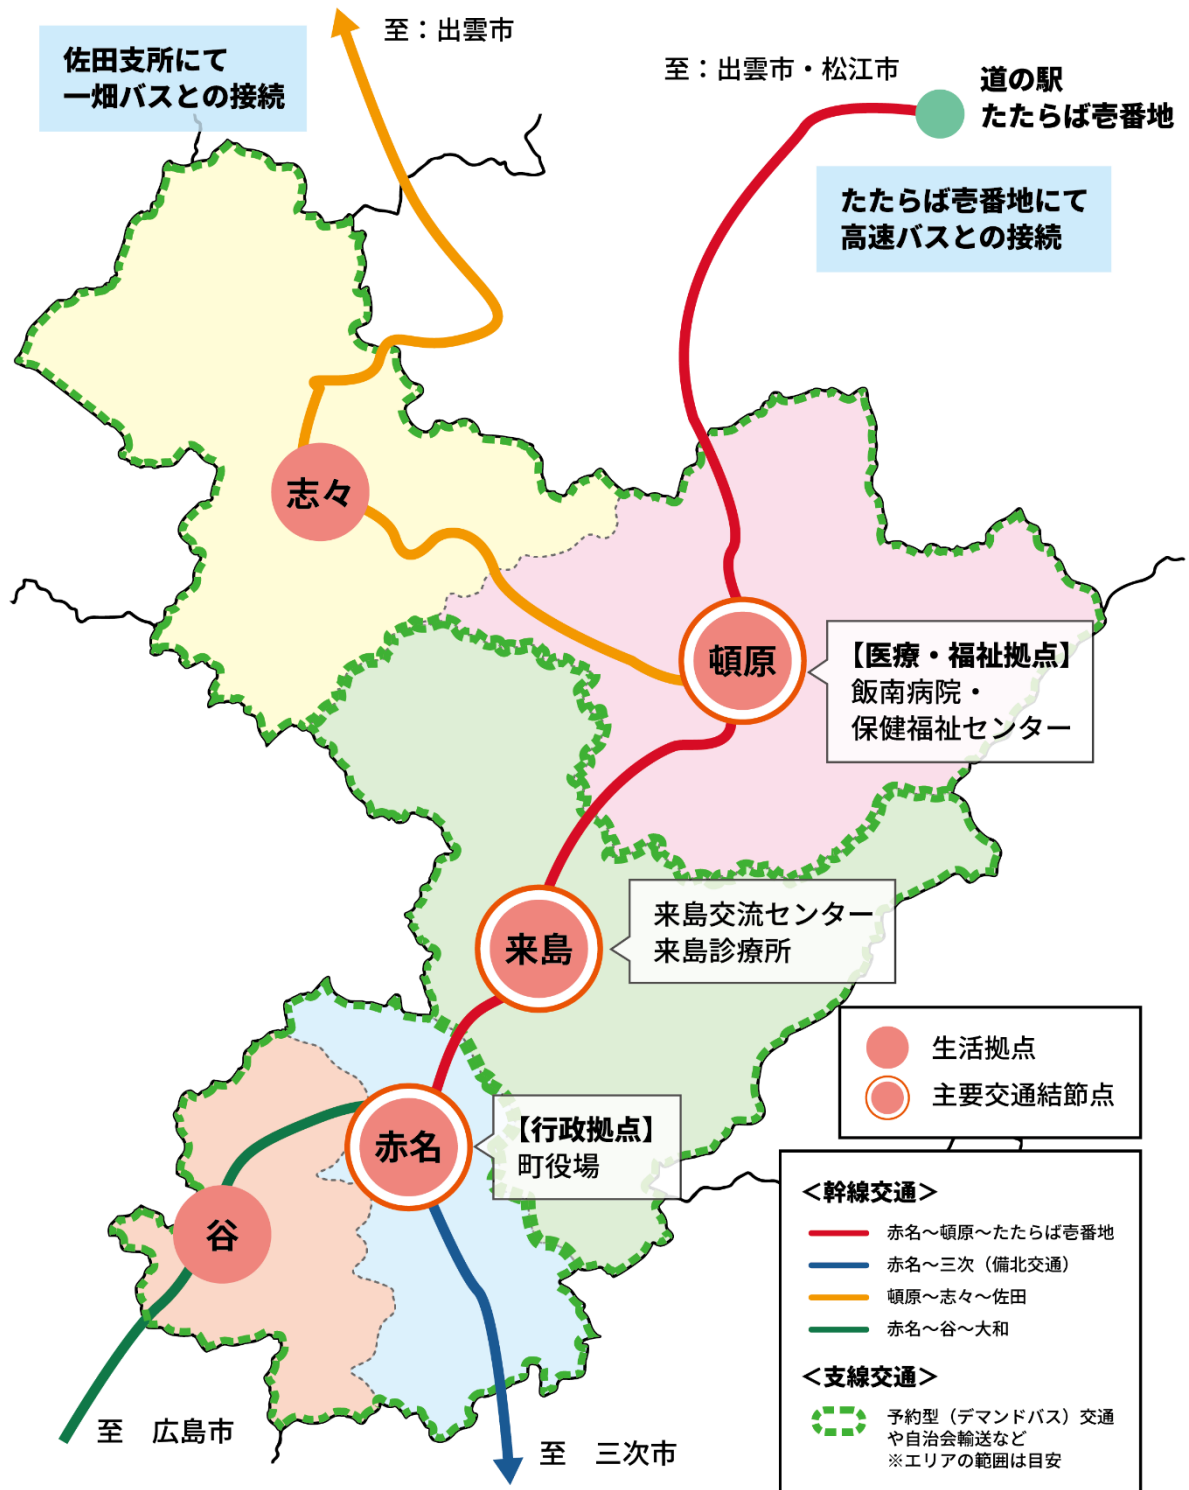 至：出雲市
佐田支所にて
一畑バスとの接続
至：出雲市・松江市
道の駅
たたらば壱番地
たたらば壱番地にて
高速バスとの接続
志々
頓原
【医療・福祉拠点】
飯南病院・
保健福祉センター
来島
来島交流センター
来島診療所
赤名
【行政拠点】
町役場
谷
至　広島市
至　三次市
生活拠点
主要交通結節点
＜幹線交通＞
赤名～頓原～たたらば壱番地
赤名～三次（備北交通）
頓原～志々～佐田
赤名～谷～大和
＜支線交通＞
予約型（デマンドバス）交通
や自治会輸送など
※エリアの範囲は目安